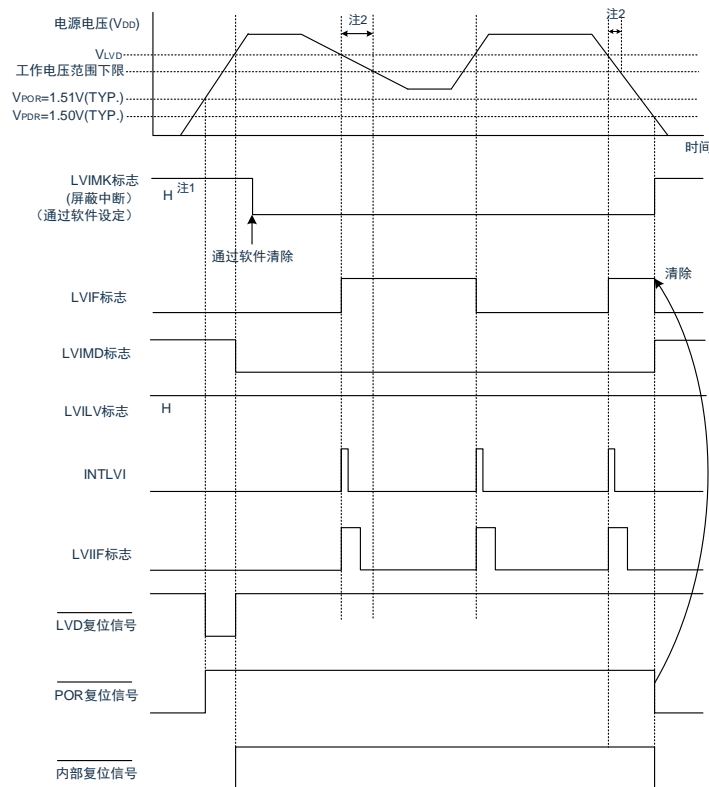 电源电压(VDD)
注2
注2
VLVD
工作电压范围下限
VPOR=1.51V(TYP.)
VPDR=1.50V(TYP.)
时间
LVIMK标志
(屏蔽中断)
（通过软件设定）
H 注1
通过软件清除
清除
LVIF标志
LVIMD标志
LVILV标志
H
INTLVI
LVIIF标志
LVD复位信号
POR复位信号
内部复位信号